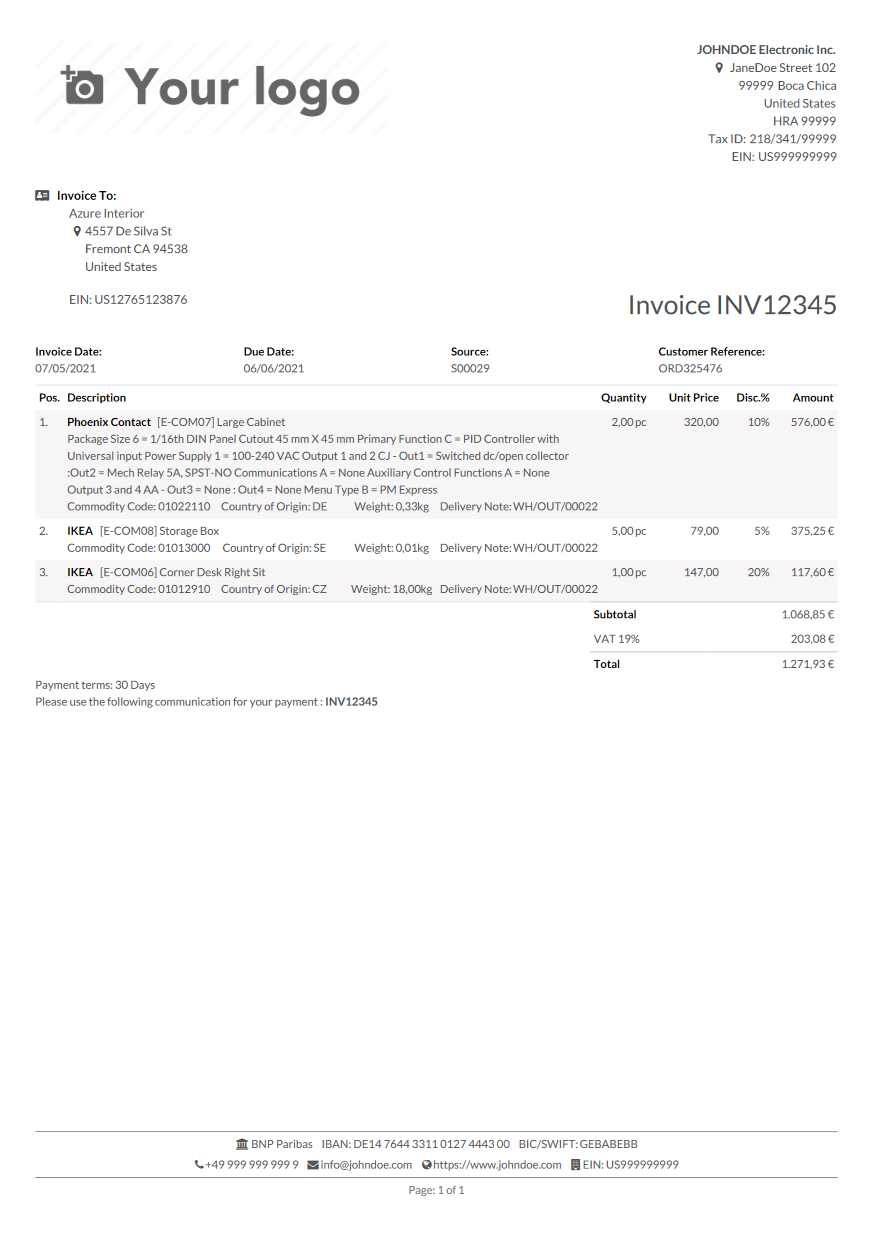 Your logo
JOHNDOE Electronic Inc.
JaneDoe Street 102
99999 Boca Chica
United States
HRA 99999
Tax ID: 218/341/99999
EIN: US999999999
Invoice To:
Azure Interior
4557 De Silva St
Fremont CA 94538
United States
EIN: US12765123876
Invoice INV12345
Invoice Date: Due Date: Source: Customer Reference:
07/05/2021 06/06/2021 S00029 ORD325476
Pos. Description Quantity Unit Price Disc.% Amount
1. Phoenix Contact [E-COM07] Large Cabinet 2,00 pc 320,00 10% 576,00 €
Package Size 6 = 1/16th DIN Panel Cutout 45 mm X 45 mm Primary Function C = PID Controller with
Universal input Power Supply 1 = 100-240 VAC Output 1 and 2 CJ - Out1 = Switched dc/open collector
:Out2 = Mech Relay 5A, SPST-NO Communications A = None Auxiliary Control Functions A = None
Output 3 and 4 AA - Out3 = None : Out4 = None Menu Type B = PM Express
Commodity Code: 01022110 Country of Origin: DE Weight: 0,33kg Delivery Note: WH/OUT/00022
2. IKEA [E-COM08] Storage Box 5,00 pc 79,00 5% 375,25 €
Commodity Code: 01013000 Country of Origin: SE Weight: 0,01kg Delivery Note: WH/OUT/00022
3. IKEA [E-COM06] Corner Desk Right Sit 1,00 pc 147,00 20% 117,60 €
Commodity Code: 01012910 Country of Origin: CZ Weight: 18,00kg Delivery Note: WH/OUT/00022
Subtotal 1.068,85 €
VAT 19% 203,08 €
Total 1.271,93 €
Payment terms: 30 Days
Please use the following communication for your payment : INV12345
BNP Paribas IBAN: DE14 7644 3311 0127 4443 00 BIC/SWIFT: GEBABEBB
+49 999 999 999 9 info@johndoe.com https://www.johndoe.com EIN: US999999999
Page: 1 of 1